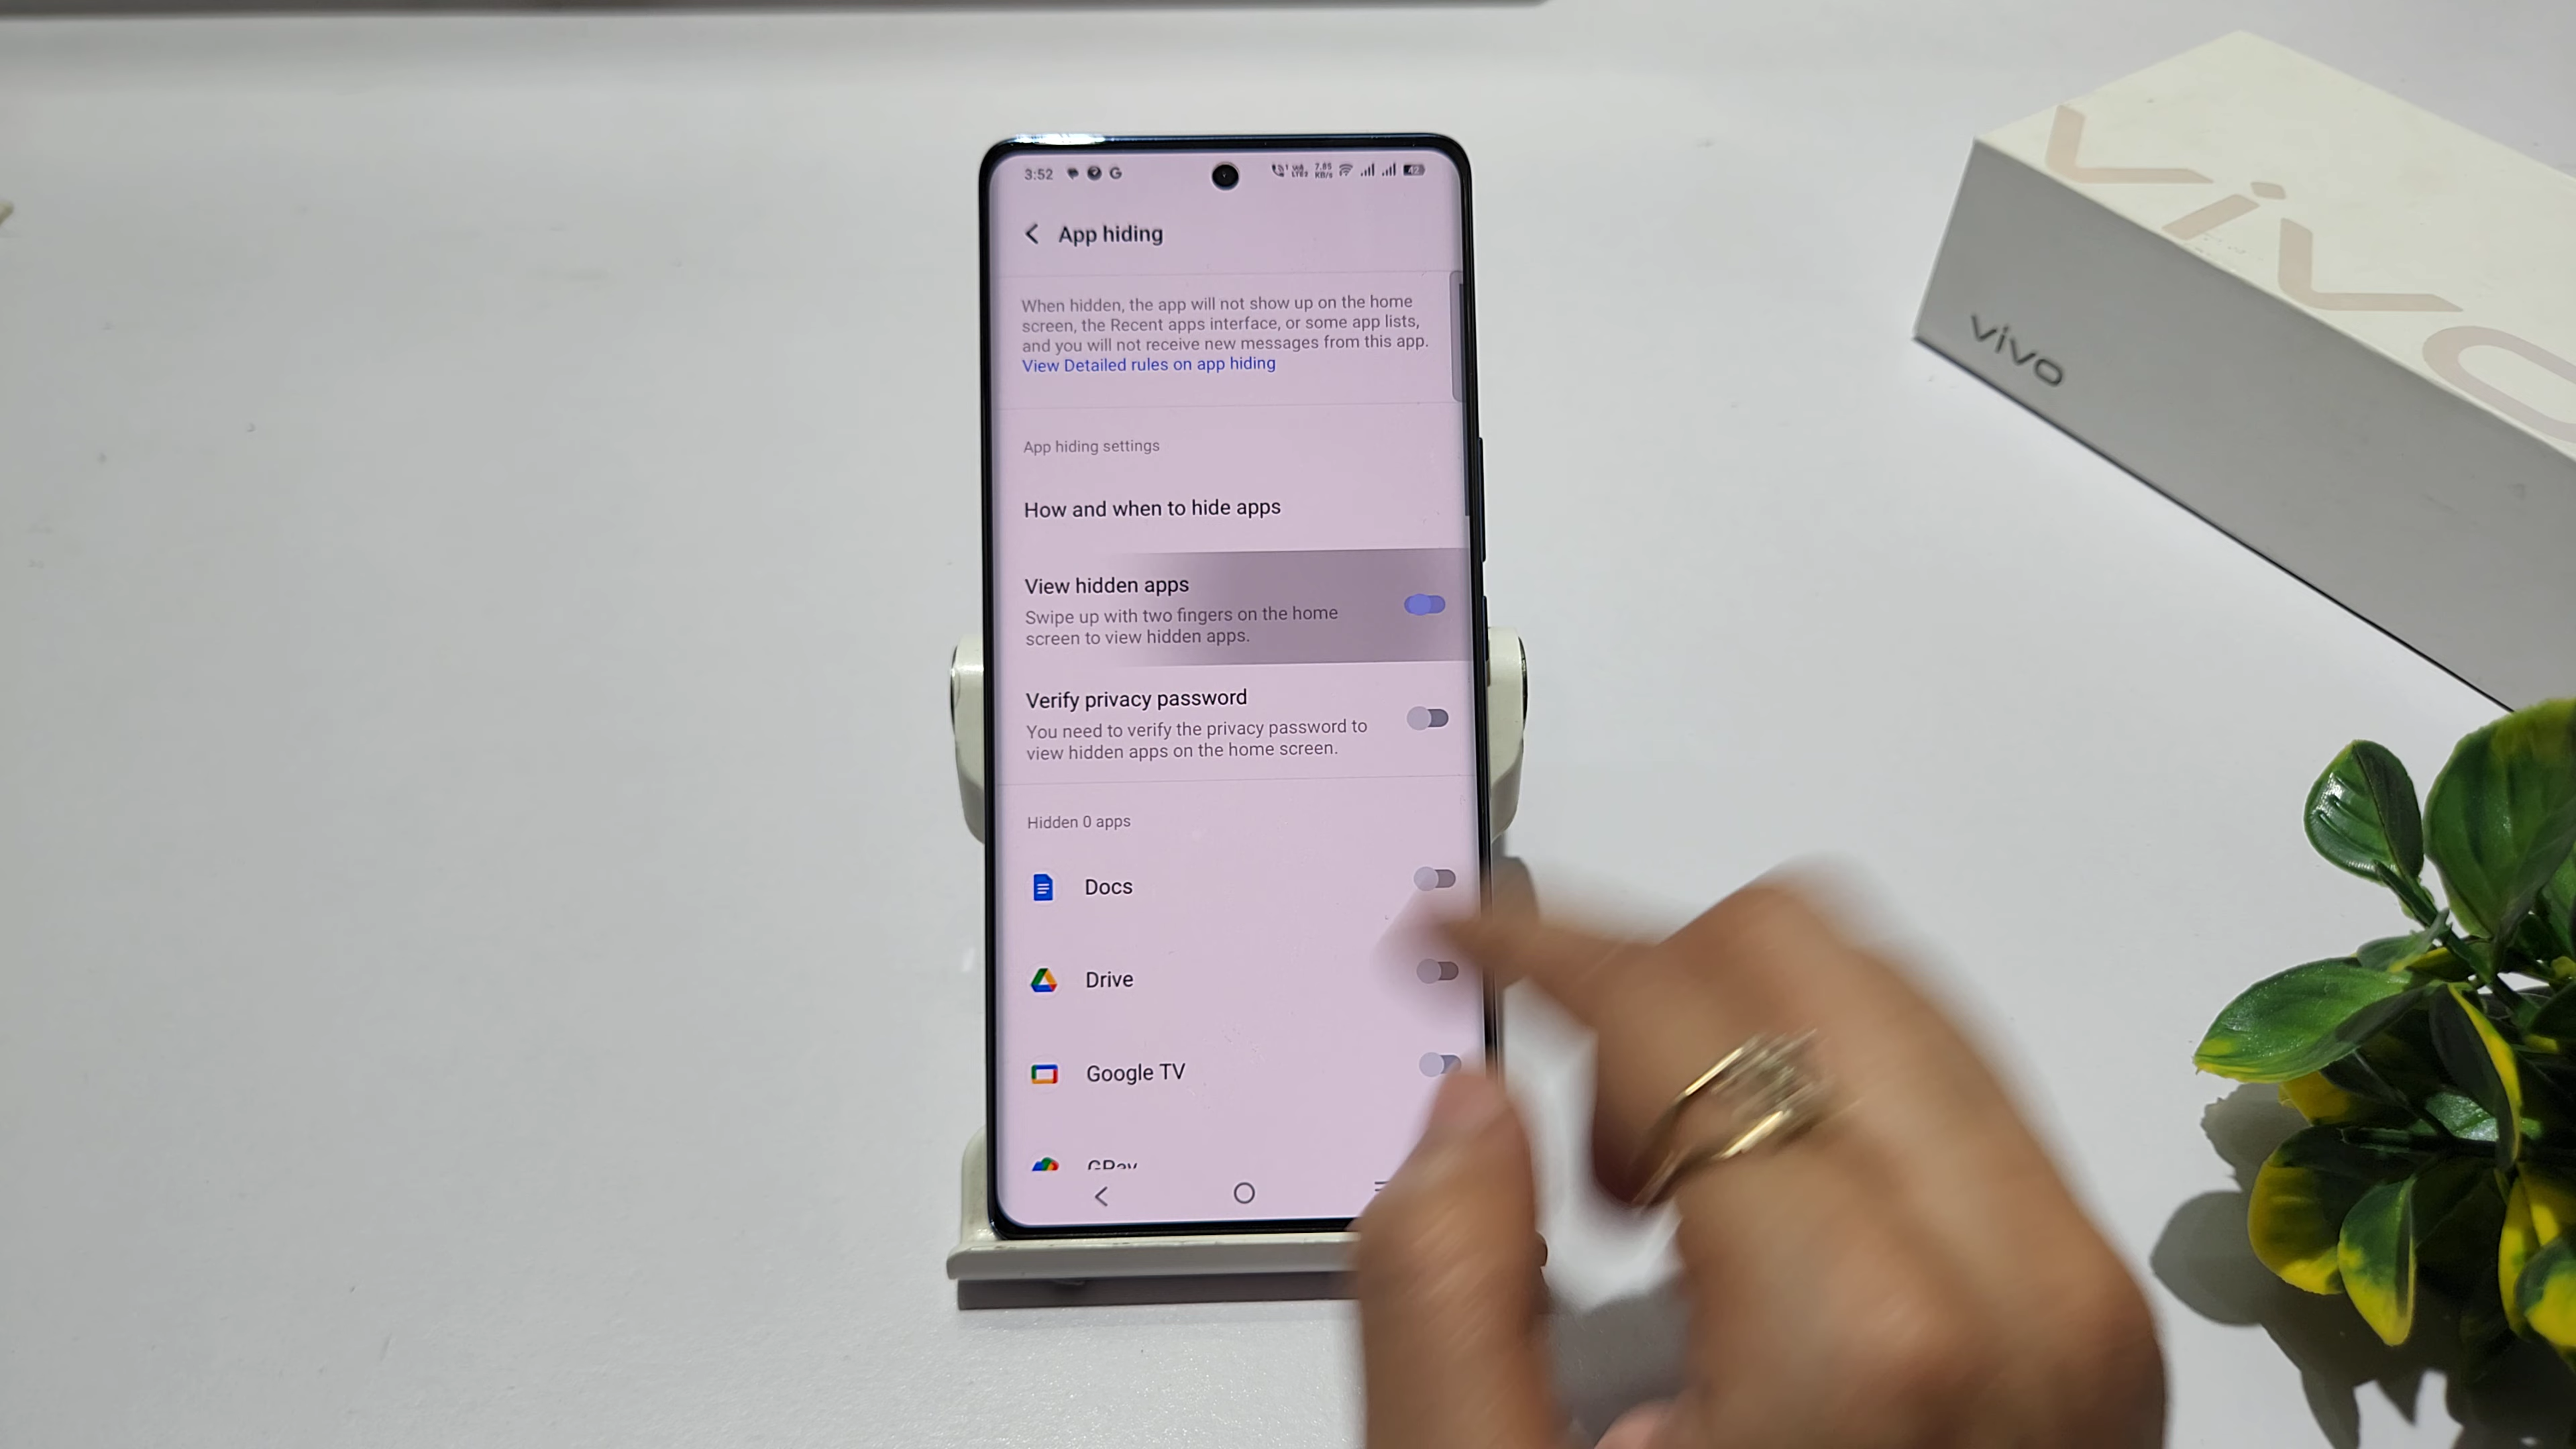 3:52
G
42
App hiding
When hidden, the app will not show up on the home
screen, the Recent apps interface, or some app lists,
and you will not receive new messages from this app.
View Detailed rules on app hiding
App hiding settings
How and when to hide apps
View hidden apps
Swipe up with two fingers on the home
screen to view hidden apps.
Verify privacy password
You need to verify the privacy password to
view hidden apps on the home screen.
Hidden 0 apps
Docs
Drive
Google TV
GPay
vivo
vivo